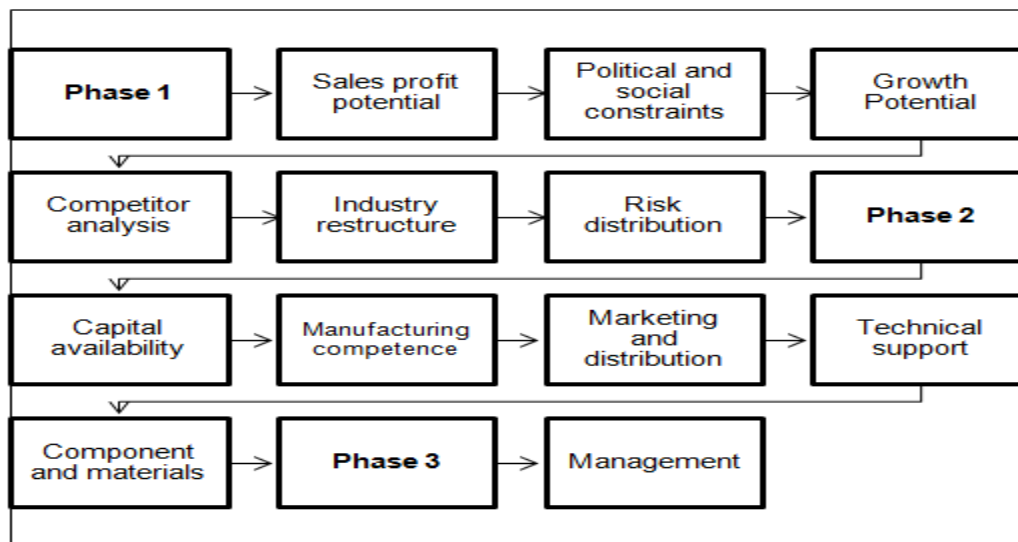 Phase 1
Sales profit
potential
Political and
social
constraints
Growth
Potential
Competitor
analysis
Industry
restructure
Risk
distribution
Phase 2
Capital
availability
Manufacturing
competence
Marketing
and
distribution
Technical
support
Component
and materials
Phase 3
Management